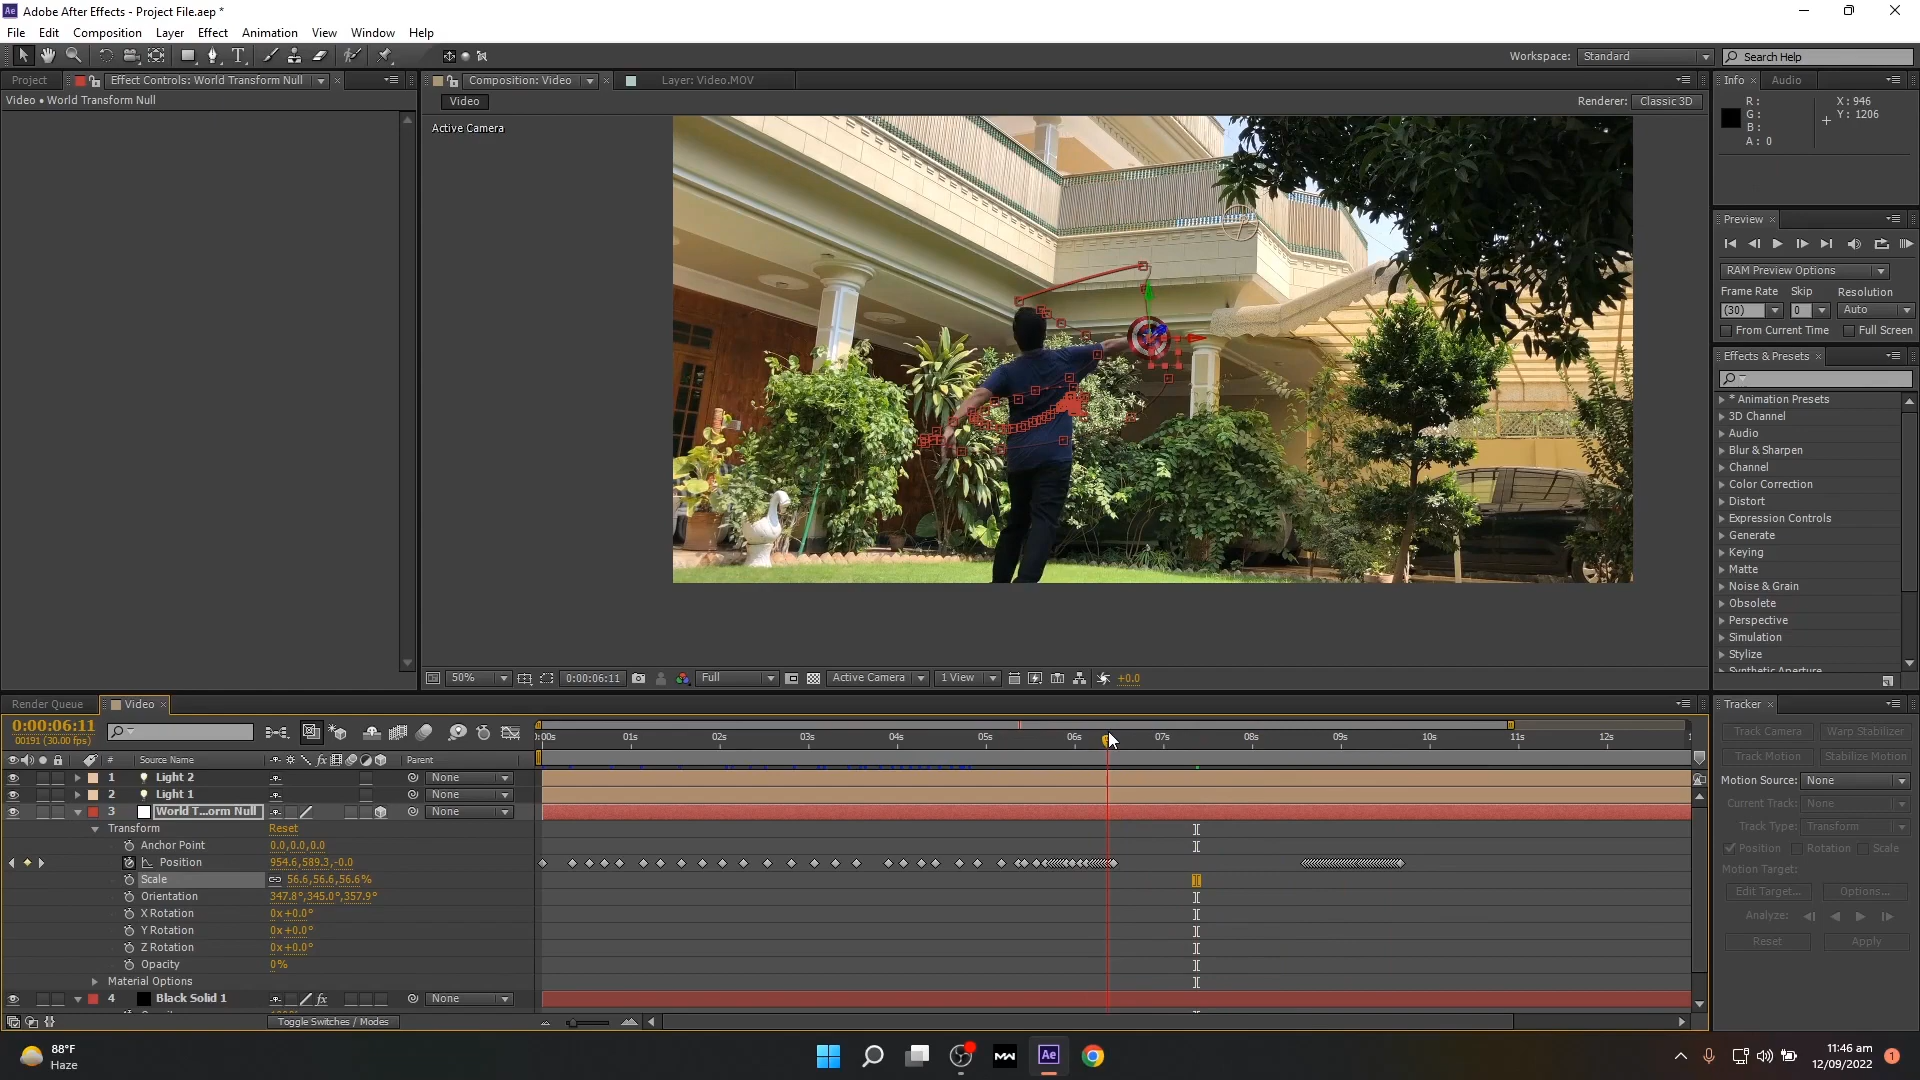 Adobe After Effects - Project File.aep *
File Edit Composition Layer Effect Animation View Window Help
Workspace: Standard Search Help
Project Effect Controls: World Transform Null Composition: Video Layer: Video.MOV Info Audio
Video • World Transform Null
Video Renderer: Classic 3D
R: X: 946
G: Y: 1206
B:
A: 0
Active Camera
Preview
RAM Preview Options
Frame Rate Skip Resolution
(30) 0 Auto
From Current Time Full Screen
Effects & Presets
* Animation Presets
3D Channel
Audio
Blur & Sharpen
Channel
Color Correction
Distort
Expression Controls
Generate
Keying
Matte
Noise & Grain
Obsolete
Perspective
Simulation
Stylize
Synthetic Aperture
50% 0:00:06:11 Full Active Camera 1 View +0.0
Render Queue Video Tracker
0:00:06:11
00191 (30.00 fps)
:00s 01s 02s 03s 04s 05s 06s 07s 08s 09s 10s 11s 12s
# Source Name Parent
1 Light 2 None
2 Light 1 None
3 World T...orm Null None
Transform Reset
Anchor Point 0.0,0.0,0.0
Position 954.6,589.3,-0.0
Scale 56.6,56.6,56.6%
Orientation 347.8°,345.0°,357.9°
X Rotation 0x+0.0°
Y Rotation 0x+0.0°
Z Rotation 0x+0.0°
Opacity 0%
Material Options
4 Black Solid 1 fx None
Toggle Switches / Modes
Track Camera Warp Stabilizer
Track Motion Stabilize Motion
Motion Source: None
Current Track: None
Track Type: Transform
Position Rotation Scale
Motion Target:
Edit Target... Options...
Analyze:
Reset Apply
88°F
Haze
Ae
11:46 am
12/09/2022
1